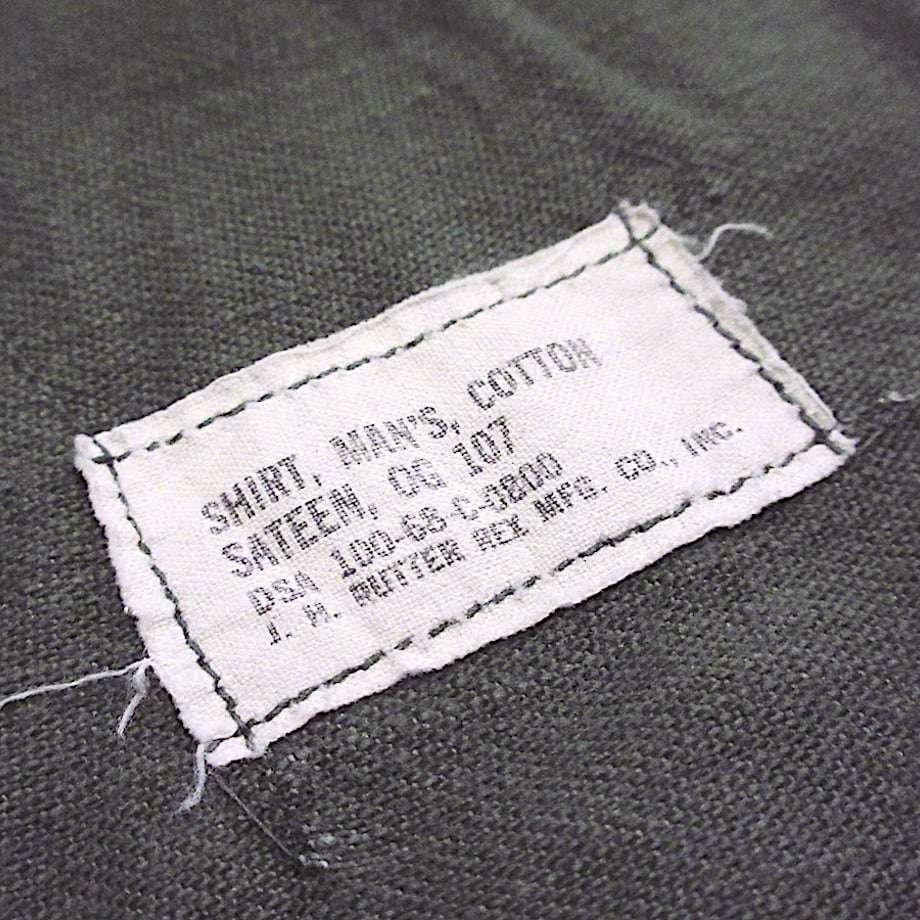 SHIRT, MAN'S, COTTON
SATEEN, OG 107
DSA 100-68-C-0800
J. H. RUTTER REX MFG. CO., INC.